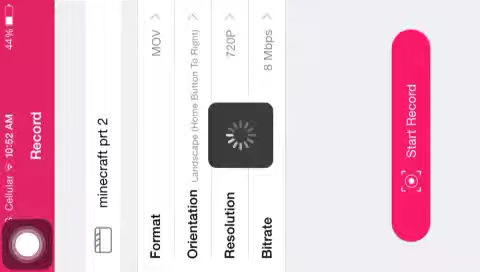 Cellular 10:52 AM 44%
Record
minecraft prt 2
Format MOV
Orientation Landscape (Home Button To Right)
Resolution 720P
Bitrate 8 Mbps
Start Record